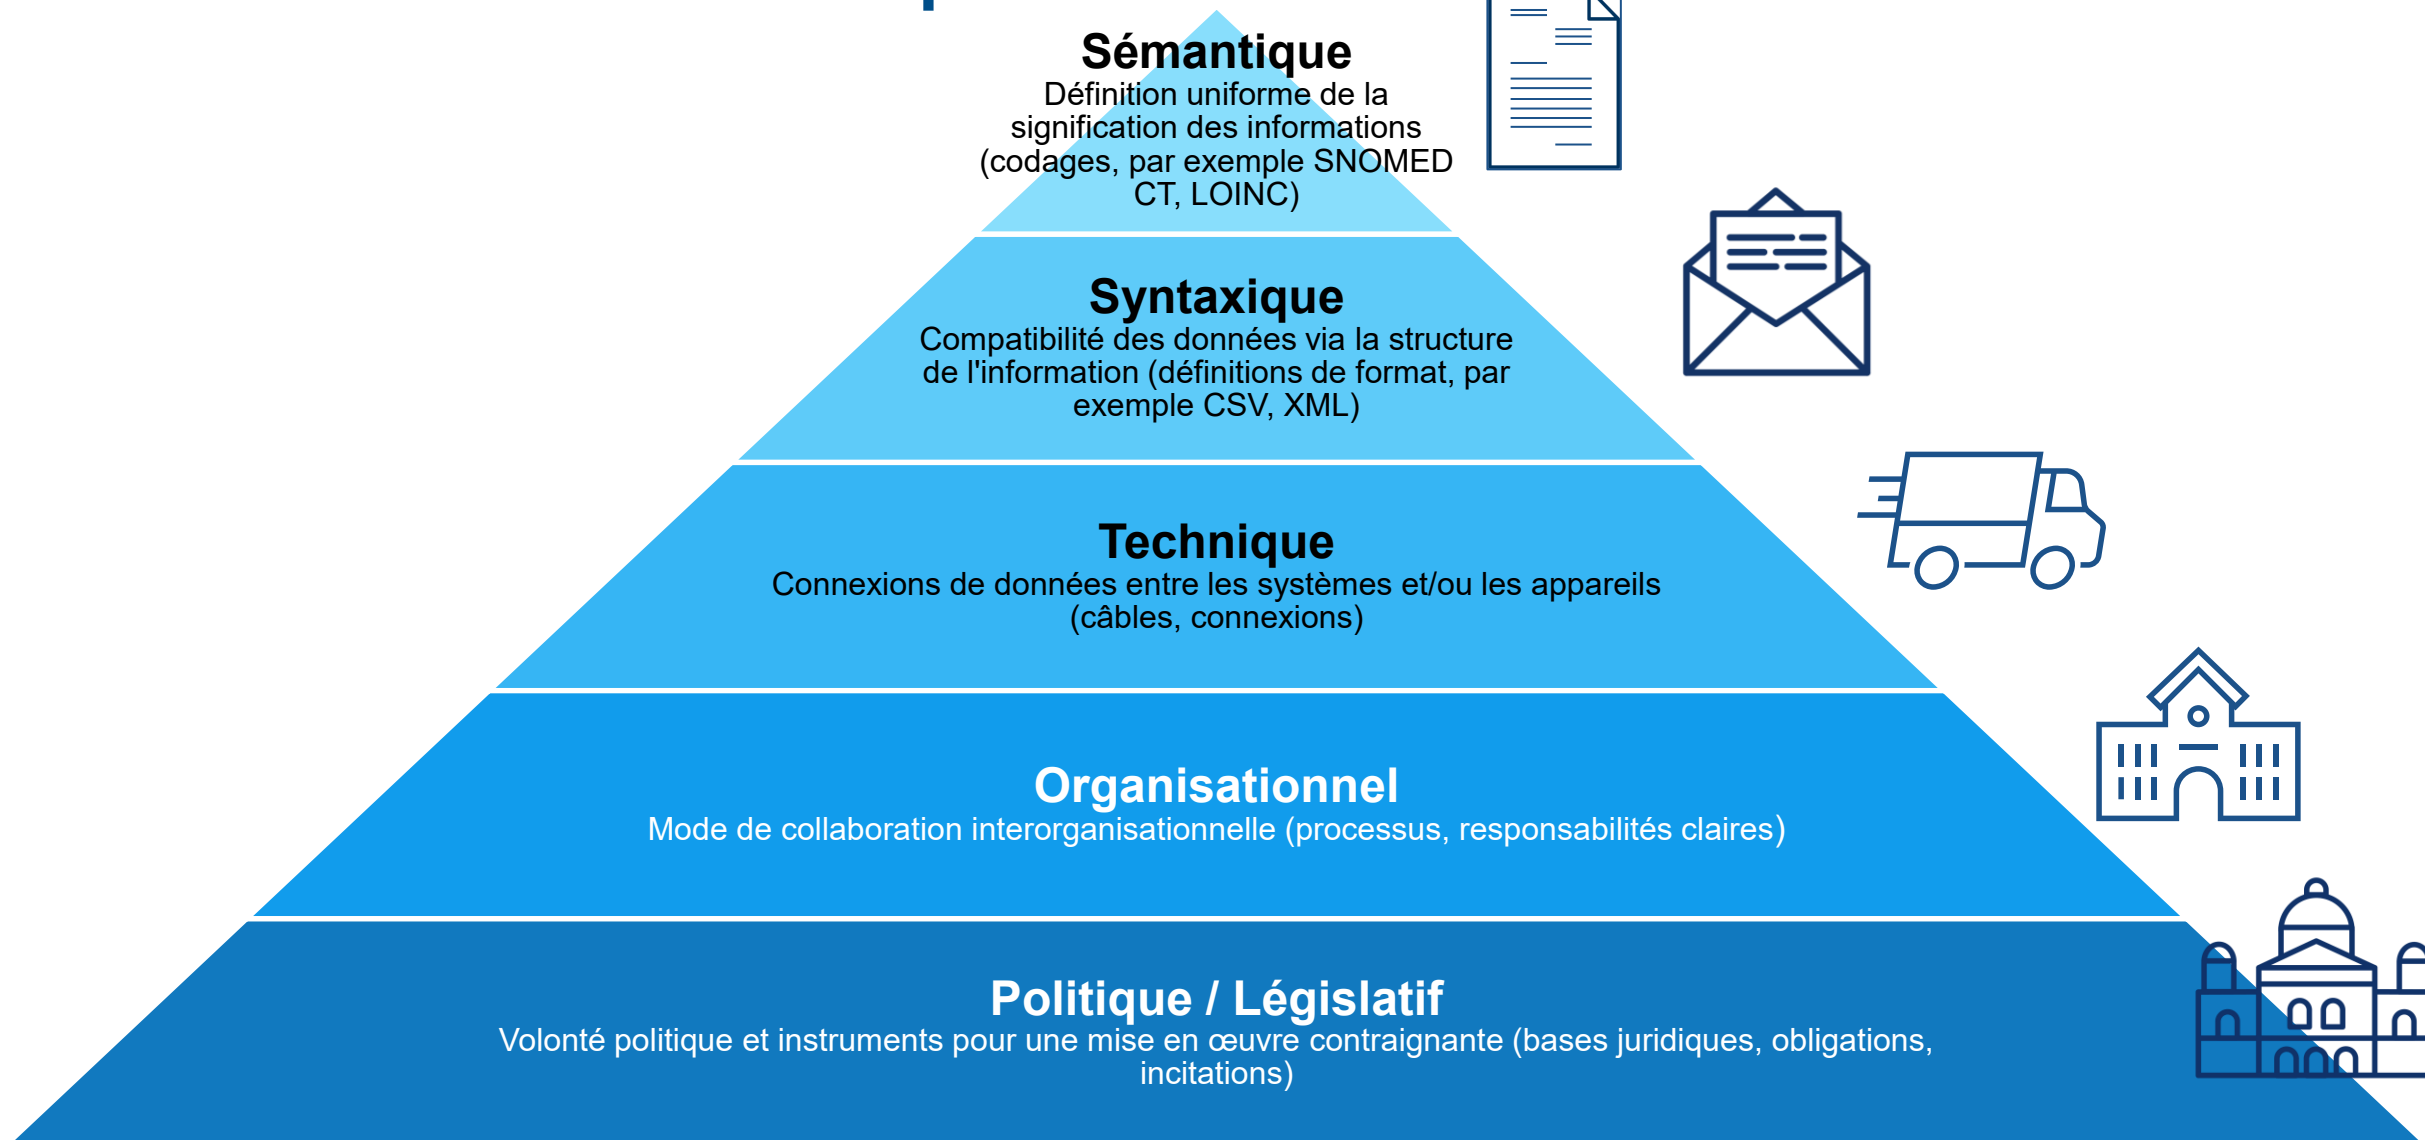 Sémantique
Définition uniforme de la
signification des informations
(codages, par exemple SNOMED
CT, LOINC)
Syntaxique
Compatibilité des données via la structure
de l'information (définitions de format, par
exemple CSV, XML)
Technique
Connexions de données entre les systèmes et/ou les appareils
(câbles, connexions)
Organisationnel
Mode de collaboration interorganisationnelle (processus, responsabilités claires)
Politique / Législatif
Volonté politique et instruments pour une mise en œuvre contraignante (bases juridiques, obligations,
incitations)